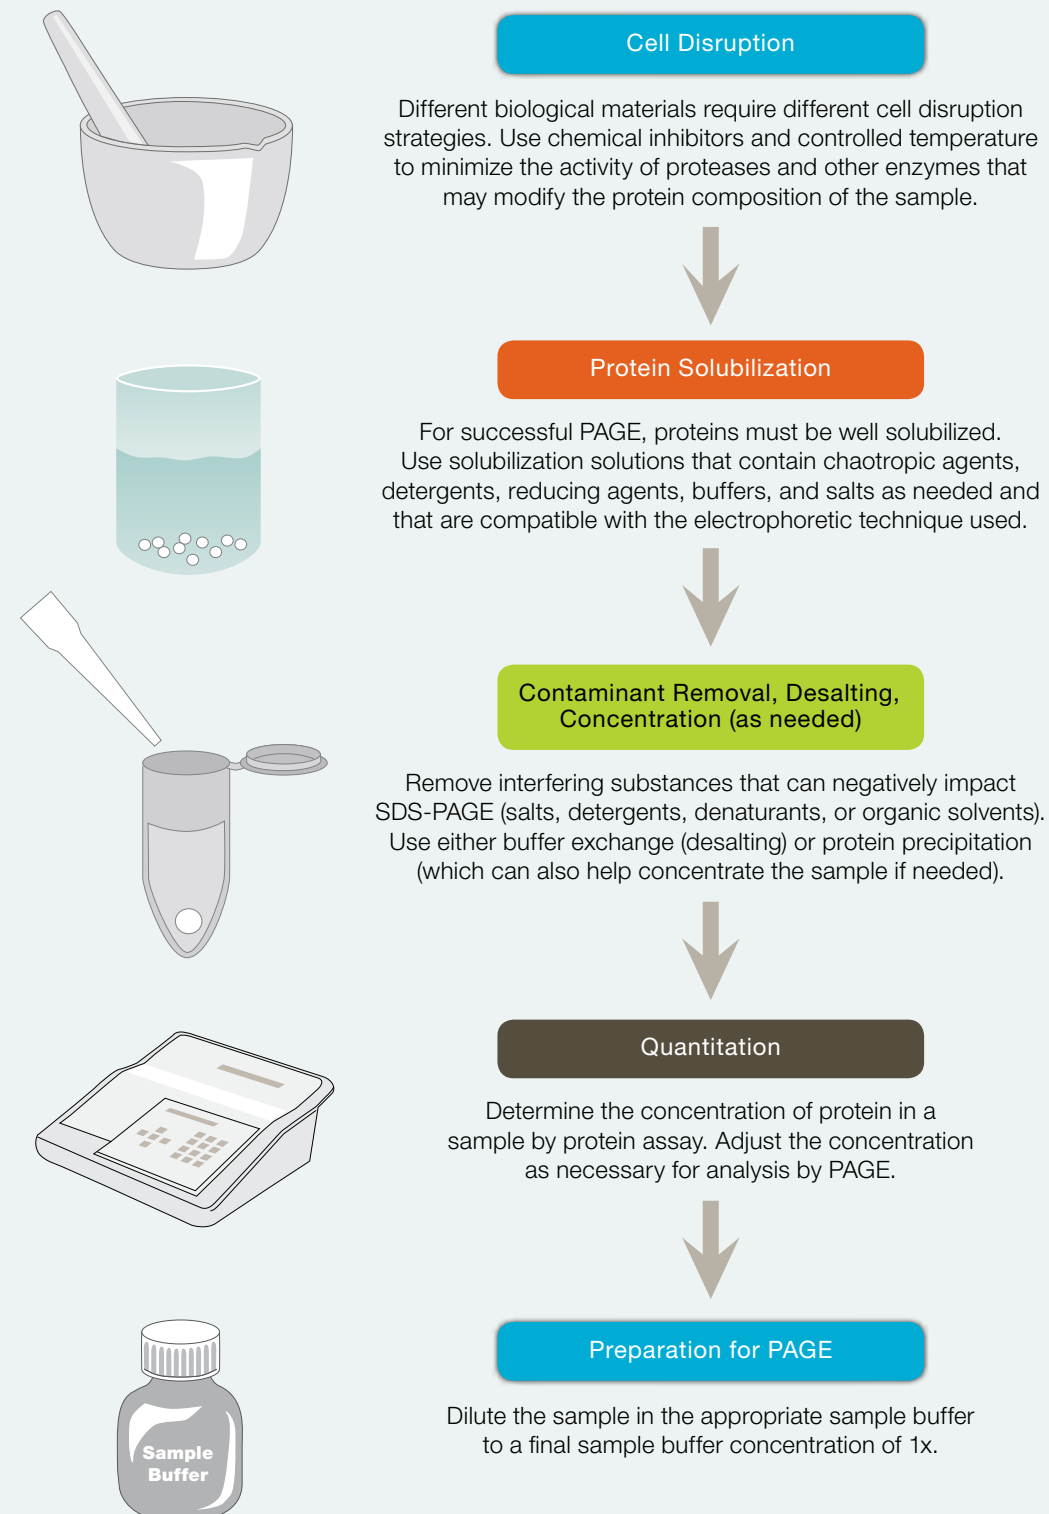 Cell Disruption
Different biological materials require different cell disruption
strategies. Use chemical inhibitors and controlled temperature
to minimize the activity of proteases and other enzymes that
may modify the protein composition of the sample.
Protein Solubilization
For successful PAGE, proteins must be well solubilized.
Use solubilization solutions that contain chaotropic agents,
detergents, reducing agents, buffers, and salts as needed and
that are compatible with the electrophoretic technique used.
Contaminant Removal, Desalting,
Concentration (as needed)
Remove interfering substances that can negatively impact
SDS-PAGE (salts, detergents, denaturants, or organic solvents).
Use either buffer exchange (desalting) or protein precipitation
(which can also help concentrate the sample if needed).
Quantitation
Determine the concentration of protein in a
sample by protein assay. Adjust the concentration
as necessary for analysis by PAGE.
Preparation for PAGE
Dilute the sample in the appropriate sample buffer
to a final sample buffer concentration of 1x.
Sample
Buffer